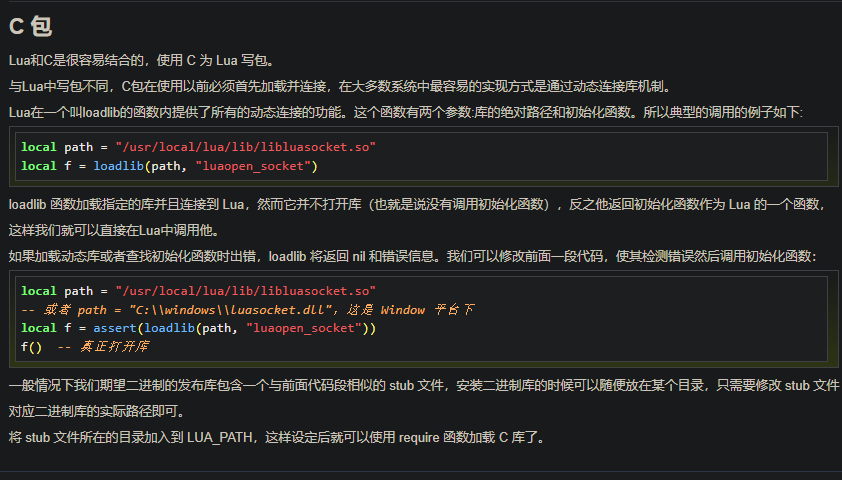 C 包
Lua和C是很容易结合的，使用 C 为 Lua 写包。
与Lua中写包不同，C包在使用以前必须首先加载并连接，在大多数系统中最容易的实现方式是通过动态连接库机制。
Lua在一个叫loadlib的函数内提供了所有的动态连接的功能。这个函数有两个参数:库的绝对路径和初始化函数。所以典型的调用的例子如下:
local path = "/usr/local/lua/lib/libluasocket.so"
local f = loadlib(path, "luaopen_socket")
loadlib 函数加载指定的库并且连接到 Lua，然而它并不打开库（也就是说没有调用初始化函数），反之他返回初始化函数作为 Lua 的一个函数，
这样我们就可以直接在Lua中调用他。
如果加载动态库或者查找初始化函数时出错，loadlib 将返回 nil 和错误信息。我们可以修改前面一段代码，使其检测错误然后调用初始化函数：
local path = "/usr/local/lua/lib/libluasocket.so"
-- 或者 path = "C:\\windows\\luasocket.dll"，这是 Window 平台下
local f = assert(loadlib(path, "luaopen_socket"))
f()  -- 真正打开库
一般情况下我们期望二进制的发布库包含一个与前面代码段相似的 stub 文件，安装二进制库的时候可以随便放在某个目录，只需要修改 stub 文件
对应二进制库的实际路径即可。
将 stub 文件所在的目录加入到 LUA_PATH，这样设定后就可以使用 require 函数加载 C 库了。